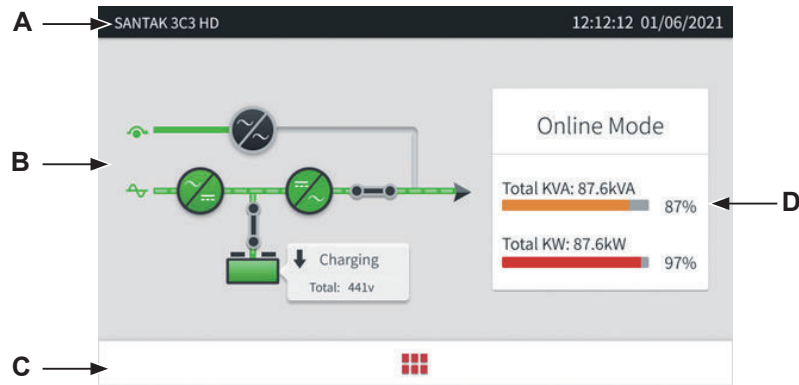 A
SANTAK 3C3 HD
12:12:12 01/06/2021
B
Online Mode
Total KVA: 87.6kVA
87%
D
Total KW: 87.6kW
97%
Charging
Total: 441v
C